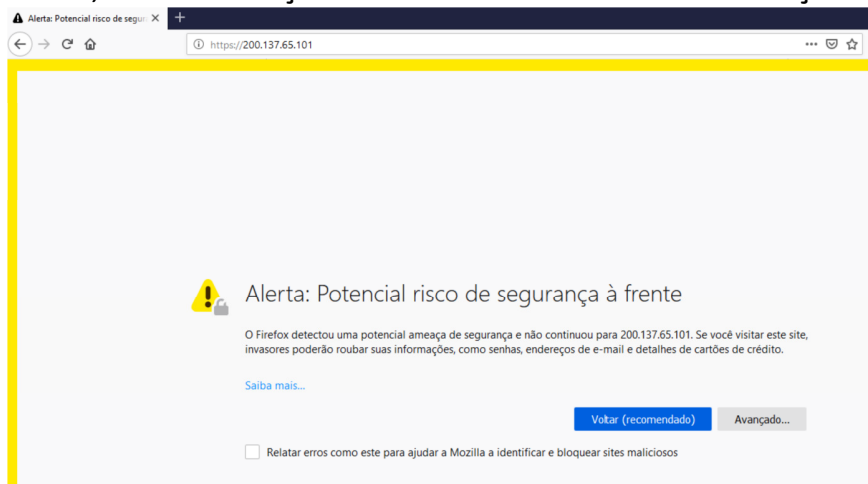 Alerta: Potencial risco de segur
https://200.137.65.101
Alerta: Potencial risco de segurança à frente
O Firefox detectou uma potencial ameaça de segurança e não continuou para 200.137.65.101. Se você visitar este site,
invasores poderão roubar suas informações, como senhas, endereços de e-mail e detalhes de cartões de crédito.
Saiba mais...
Voltar (recomendado) Avançado...
Relatar erros como este para ajudar a Mozilla a identificar e bloquear sites maliciosos